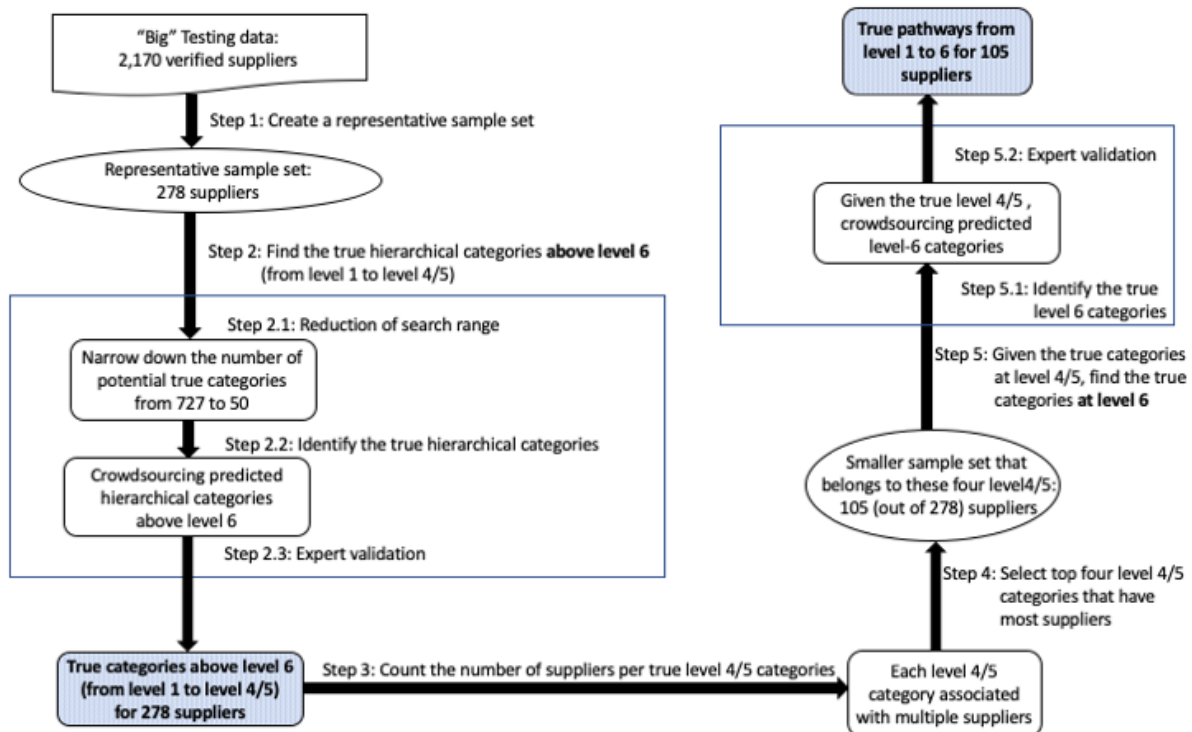 "Big" Testing data:
2,170 verified suppliers
Step 1: Create a representative sample set
Representative sample set:
278 suppliers
Step 2: Find the true hierarchical categories above level 6
(from level 1 to level 4/5)
Step 2.1: Reduction of search range
Narrow down the number of
potential true categories
from 727 to 50
Step 2.2: Identify the true hierarchical categories
Crowdsourcing predicted
hierarchical categories
above level 6
Step 2.3: Expert validation
True categories above level 6
(from level 1 to level 4/5)
for 278 suppliers
Step 3: Count the number of suppliers per true level 4/5 categories
Each level 4/5
category associated
with multiple suppliers
Step 4: Select top four level 4/5
categories that have
most suppliers
Smaller sample set that
belongs to these four level4/5:
105 (out of 278) suppliers
Step 5: Given the true categories
at level 4/5, find the true
categories at level 6
Step 5.1: Identify the true
level 6 categories
Given the true level 4/5 ,
crowdsourcing predicted
level-6 categories
Step 5.2: Expert validation
True pathways from
level 1 to 6 for 105
suppliers